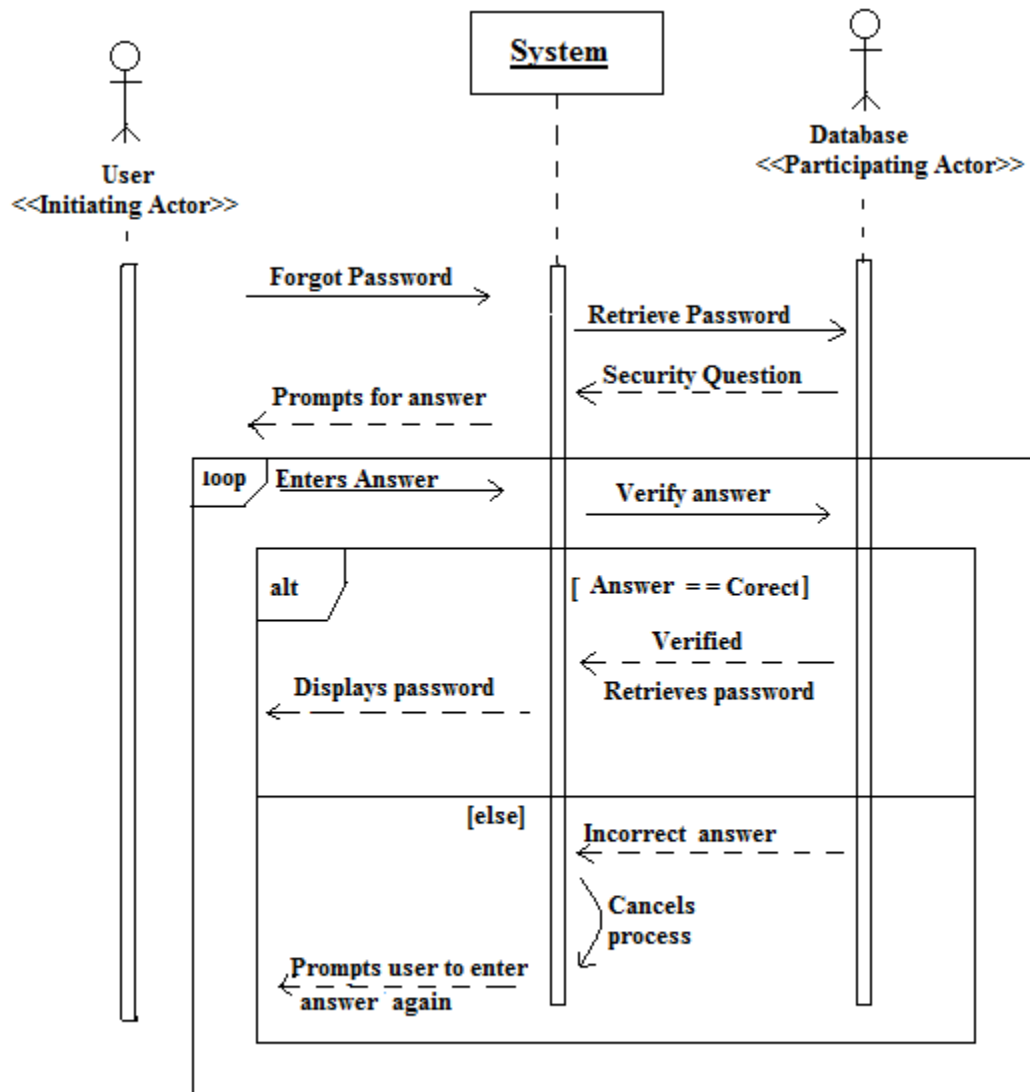 System
User
<<Initiating Actor>>
Database
<<Participating Actor>>
Forgot Password
Retrieve Password
Security Question
Prompts for answer
loop
Enters Answer
Verify answer
alt
[ Answer == Corect]
Verified
Retrieves password
Displays password
[else]
Incorrect answer
Cancels
process
Prompts user to enter
answer again